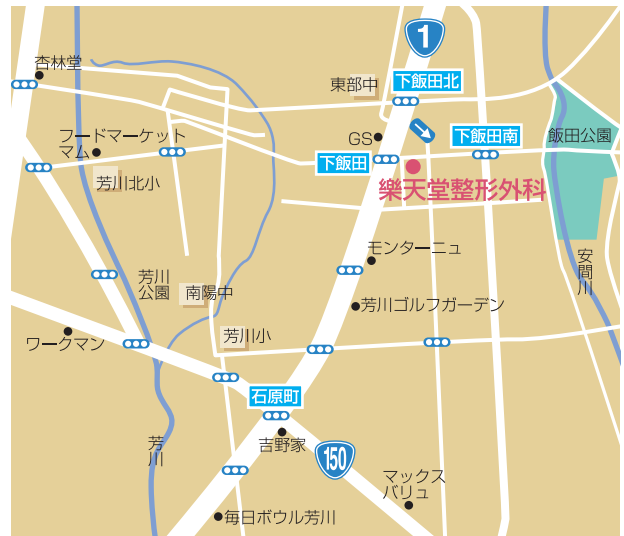 1
杏林堂
東部中
下飯田北
GS
下飯田南
飯田公園
フードマーケット
マム
下飯田
芳川北小
樂天堂整形外科
モンターニュ
安間川
芳川
公園
南陽中
芳川ゴルフガーデン
ワークマン
芳川小
石原町
芳川
吉野家
150
マックス
バリュ
毎日ボウル芳川